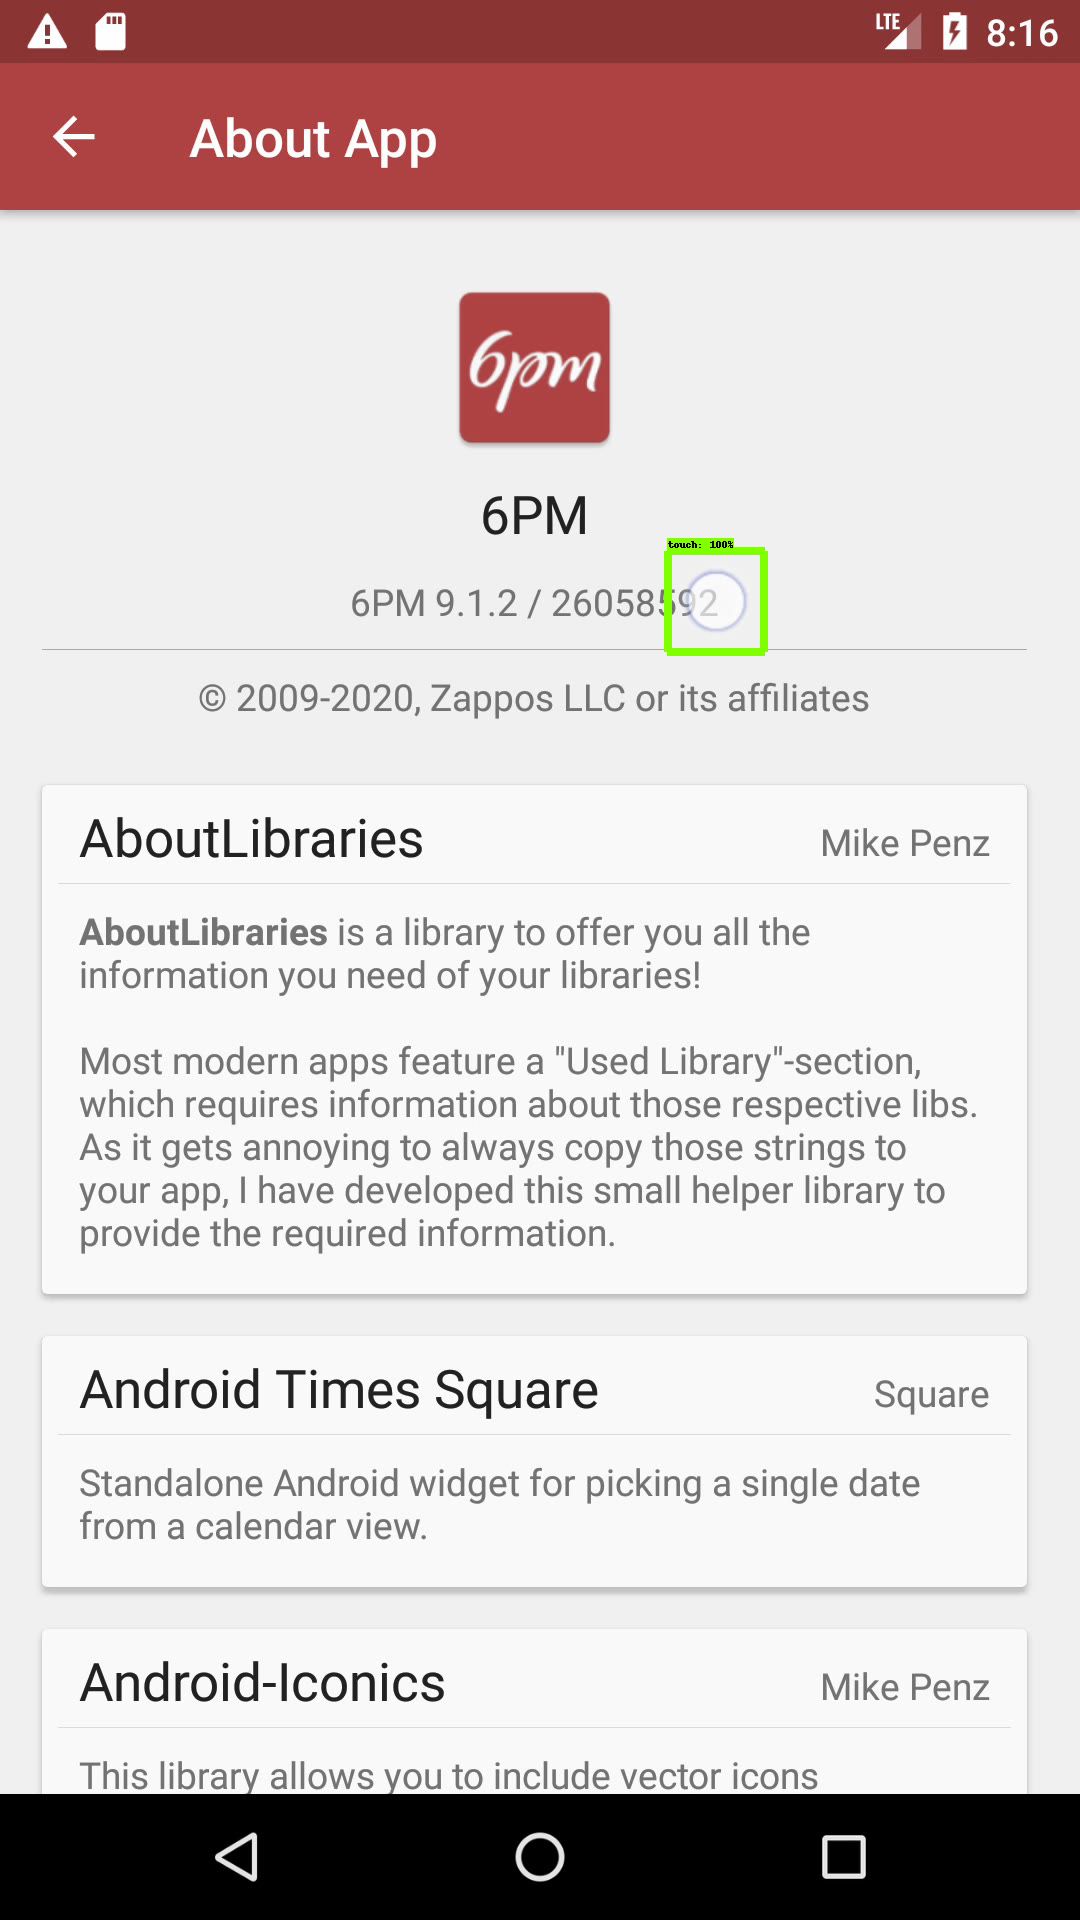 LTE 8:16
About App
6pm
6PM
touch: 100%
6PM 9.1.2 / 26058592
© 2009-2020, Zappos LLC or its affiliates
AboutLibraries Mike Penz
AboutLibraries is a library to offer you all the
information you need of your libraries!
Most modern apps feature a "Used Library"-section,
which requires information about those respective libs.
As it gets annoying to always copy those strings to
your app, I have developed this small helper library to
provide the required information.
Android Times Square Square
Standalone Android widget for picking a single date
from a calendar view.
Android-Iconics Mike Penz
This library allows you to include vector icons